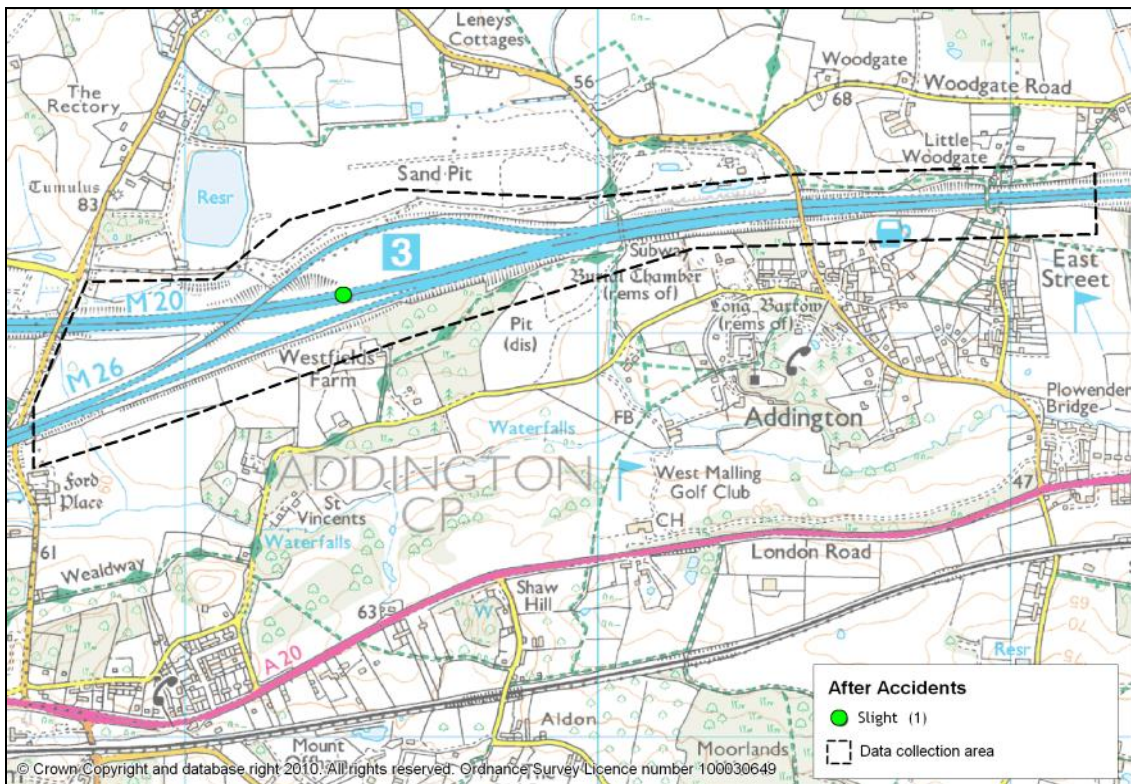 Leneys
Cottages
Woodgate
Woodgate Road
The
Rectory
56
68
Little
Woodgate
Sand Pit
Tumulus
83
Resr
3
Subway
East
Street
M 20
Burial Chamber
(rems of)
Long Barrow
(rems of)
Pit
(dis)
Westfields
Farm
M 26
Plowender
Bridge
FB
Addington
Waterfalls
ADDINGTON
CP
West Malling
Golf Club
Ford
Place
60
St
Vincents
47
CH
Waterfalls
London Road
61
Wealdway
Shaw
Hill
63
W
65
70
75
Resr
A 20
Aldon
Mount
Moorlands
After Accidents
Slight (1)
Data collection area
© Crown Copyright and database right 2010. All rights reserved. Ordnance Survey Licence number 100030649